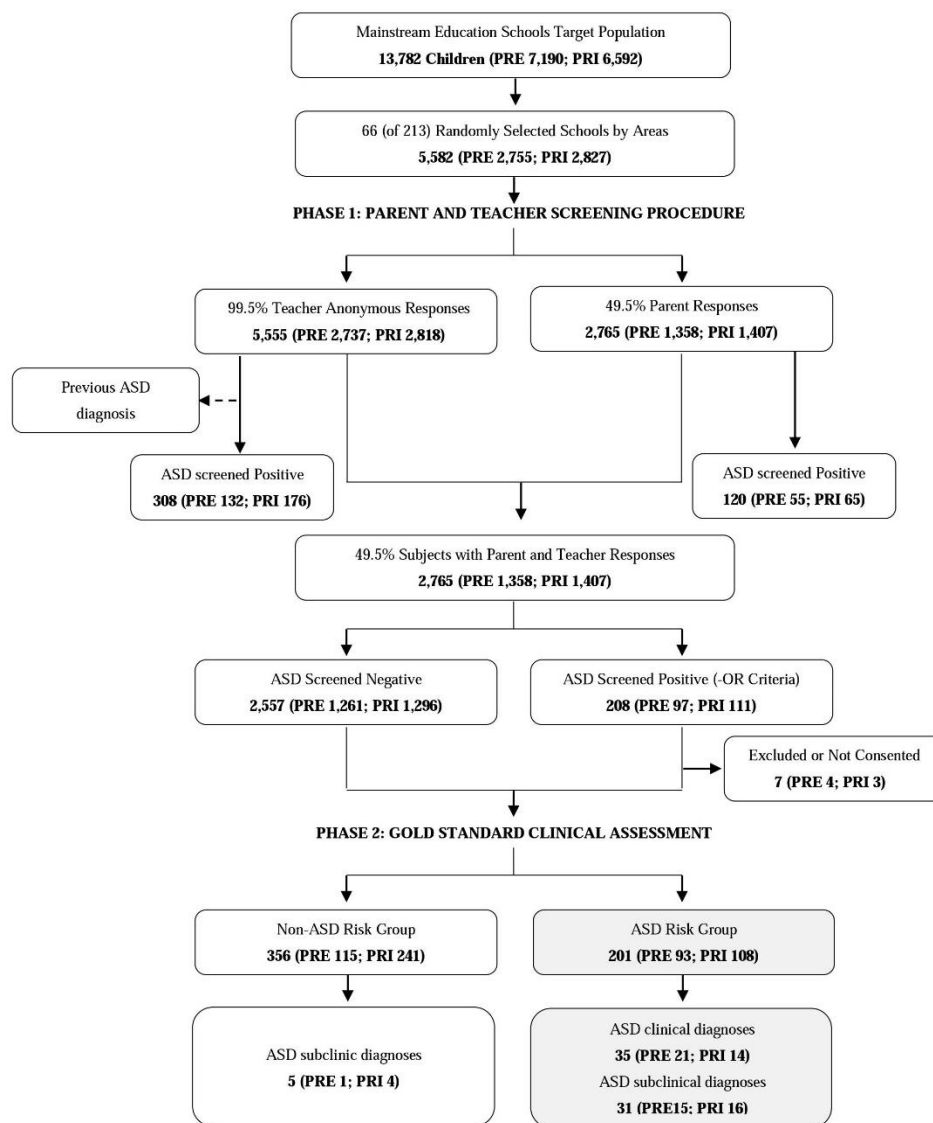 Mainstream Education Schools Target Population
13,782 Children (PRE 7,190; PRI 6,592)
66 (of 213) Randomly Selected Schools by Areas
5,582 (PRE 2,755; PRI 2,827)
PHASE 1: PARENT AND TEACHER SCREENING PROCEDURE
99.5% Teacher Anonymous Responses
5,555 (PRE 2,737; PRI 2,818)
49.5% Parent Responses
2,765 (PRE 1,358; PRI 1,407)
Previous ASD
diagnosis
ASD screened Positive
308 (PRE 132; PRI 176)
ASD screened Positive
120 (PRE 55; PRI 65)
49.5% Subjects with Parent and Teacher Responses
2,765 (PRE 1,358; PRI 1,407)
ASD Screened Negative
2,557 (PRE 1,261; PRI 1,296)
ASD Screened Positive (-OR Criteria)
208 (PRE 97; PRI 111)
Excluded or Not Consented
7 (PRE 4; PRI 3)
PHASE 2: GOLD STANDARD CLINICAL ASSESSMENT
Non-ASD Risk Group
356 (PRE 115; PRI 241)
ASD Risk Group
201 (PRE 93; PRI 108)
ASD subclinic diagnoses
5 (PRE 1; PRI 4)
ASD clinical diagnoses
35 (PRE 21; PRI 14)
ASD subclinical diagnoses
31 (PRE15; PRI 16)